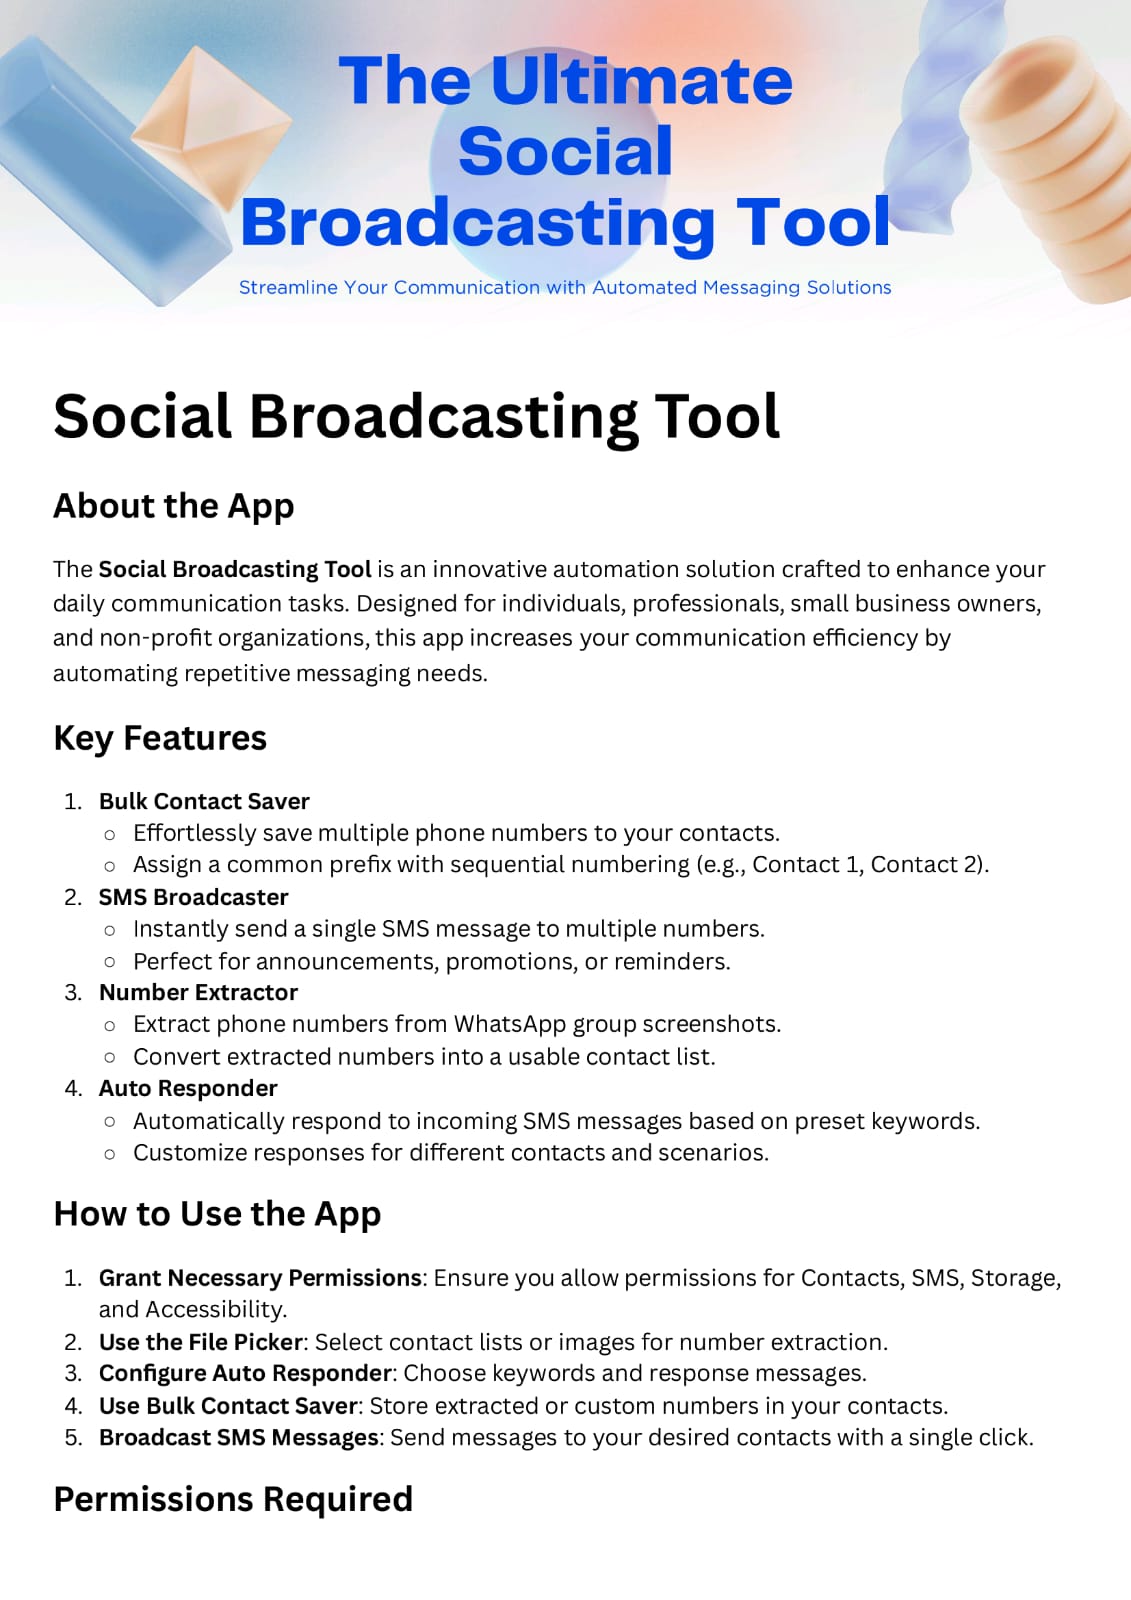 The Ultimate
Social
Broadcasting Tool
Streamline Your Communication with Automated Messaging Solutions
Social Broadcasting Tool
About the App
The Social Broadcasting Tool is an innovative automation solution crafted to enhance your
daily communication tasks. Designed for individuals, professionals, small business owners,
and non-profit organizations, this app increases your communication efficiency by
automating repetitive messaging needs.
Key Features
1. Bulk Contact Saver
○ Effortlessly save multiple phone numbers to your contacts.
○ Assign a common prefix with sequential numbering (e.g., Contact 1, Contact 2).
2. SMS Broadcaster
○ Instantly send a single SMS message to multiple numbers.
○ Perfect for announcements, promotions, or reminders.
3. Number Extractor
○ Extract phone numbers from WhatsApp group screenshots.
○ Convert extracted numbers into a usable contact list.
4. Auto Responder
○ Automatically respond to incoming SMS messages based on preset keywords.
○ Customize responses for different contacts and scenarios.
How to Use the App
1. Grant Necessary Permissions: Ensure you allow permissions for Contacts, SMS, Storage,
and Accessibility.
2. Use the File Picker: Select contact lists or images for number extraction.
3. Configure Auto Responder: Choose keywords and response messages.
4. Use Bulk Contact Saver: Store extracted or custom numbers in your contacts.
5. Broadcast SMS Messages: Send messages to your desired contacts with a single click.
Permissions Required